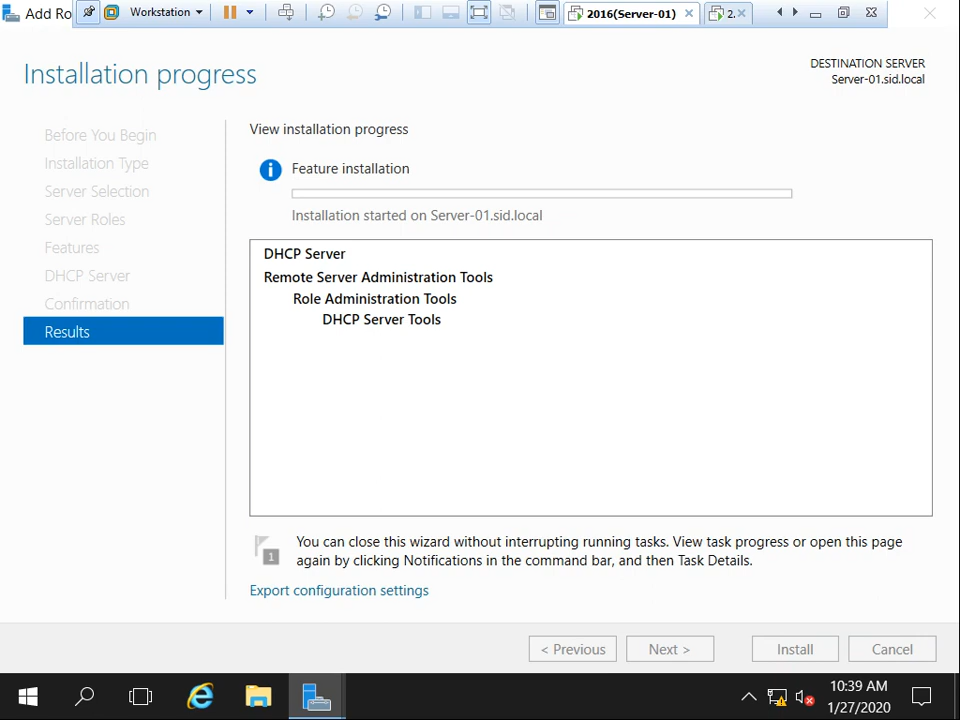 Add Ro
Workstation
2016(Server-01)
2.
Installation progress
DESTINATION SERVER
Server-01.sid.local
Before You Begin
Installation Type
Server Selection
Server Roles
Features
DHCP Server
Confirmation
Results
View installation progress
Feature installation
Installation started on Server-01.sid.local
DHCP Server
Remote Server Administration Tools
Role Administration Tools
DHCP Server Tools
1
You can close this wizard without interrupting running tasks. View task progress or open this page
again by clicking Notifications in the command bar, and then Task Details.
Export configuration settings
< Previous
Next >
Install
Cancel
10:39 AM
1/27/2020